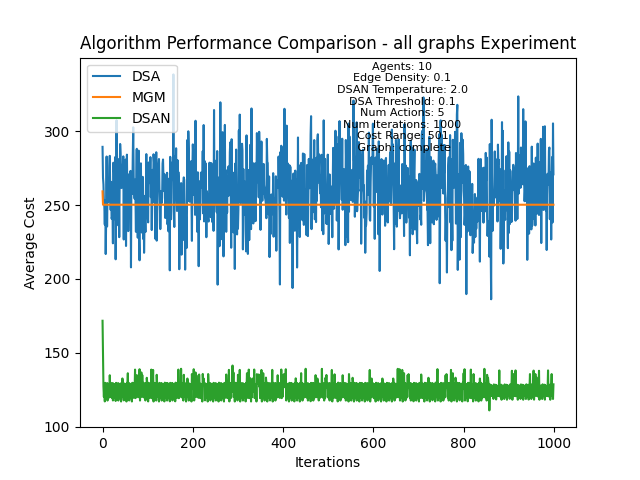 Algorithm Performance Comparison - all graphs Experiment
DSA
MGM
DSAN
Agents: 10
Edge Density: 0.1
DSAN Temperature: 2.0
DSA Threshold: 0.1
Num Actions: 5
Num iterations: 1000
Cost Range: 501
Graph: complete
Average Cost
300
250
200
150
100
0
200
400
600
800
1000
Iterations